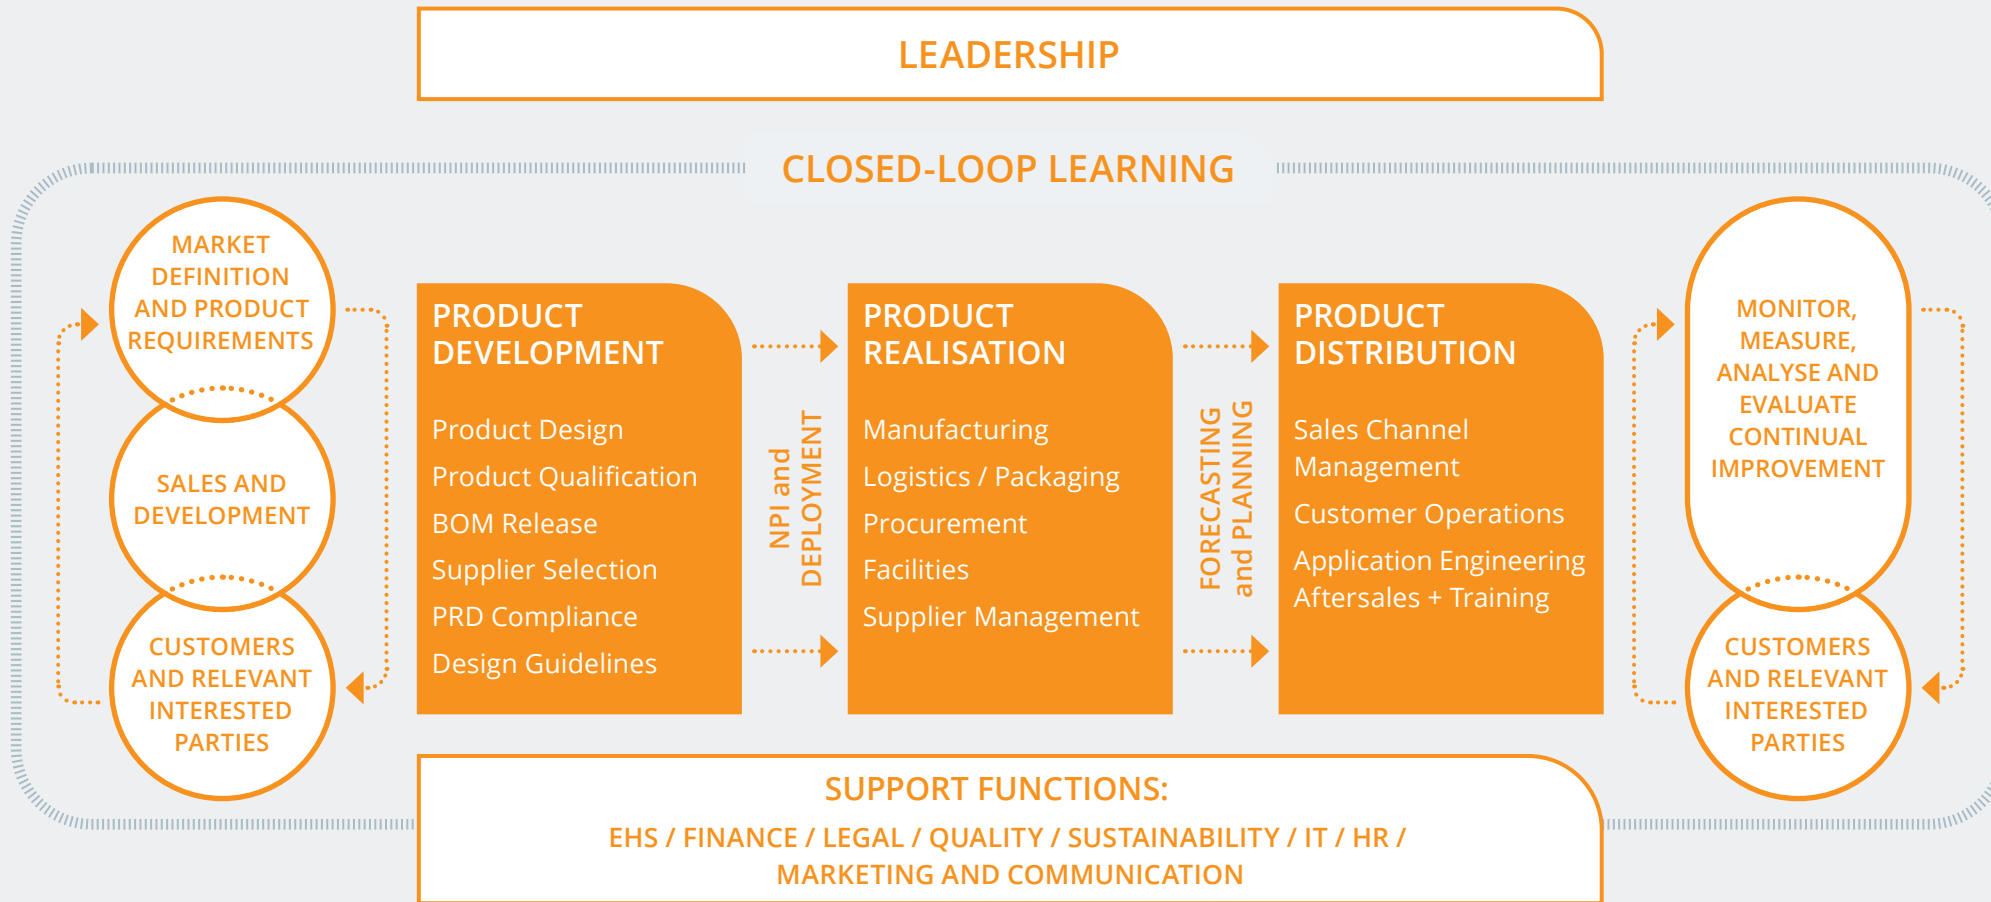 LEADERSHIP
CLOSED-LOOP LEARNING
MARKET
DEFINITION
AND PRODUCT
REQUIREMENTS
SALES AND
DEVELOPMENT
CUSTOMERS
AND RELEVANT
INTERESTED
PARTIES
PRODUCT
DEVELOPMENT
Product Design
Product Qualification
BOM Release
Supplier Selection
PRD Compliance
Design Guidelines
NPI and
DEPLOYMENT
PRODUCT
REALISATION
Manufacturing
Logistics / Packaging
Procurement
Facilities
Supplier Management
FORECASTING
and PLANNING
PRODUCT
DISTRIBUTION
Sales Channel
Management
Customer Operations
Application Engineering
Aftersales + Training
MONITOR,
MEASURE,
ANALYSE AND
EVALUATE
CONTINUAL
IMPROVEMENT
CUSTOMERS
AND RELEVANT
INTERESTED
PARTIES
SUPPORT FUNCTIONS:
EHS / FINANCE / LEGAL / QUALITY / SUSTAINABILITY / IT / HR /
MARKETING AND COMMUNICATION